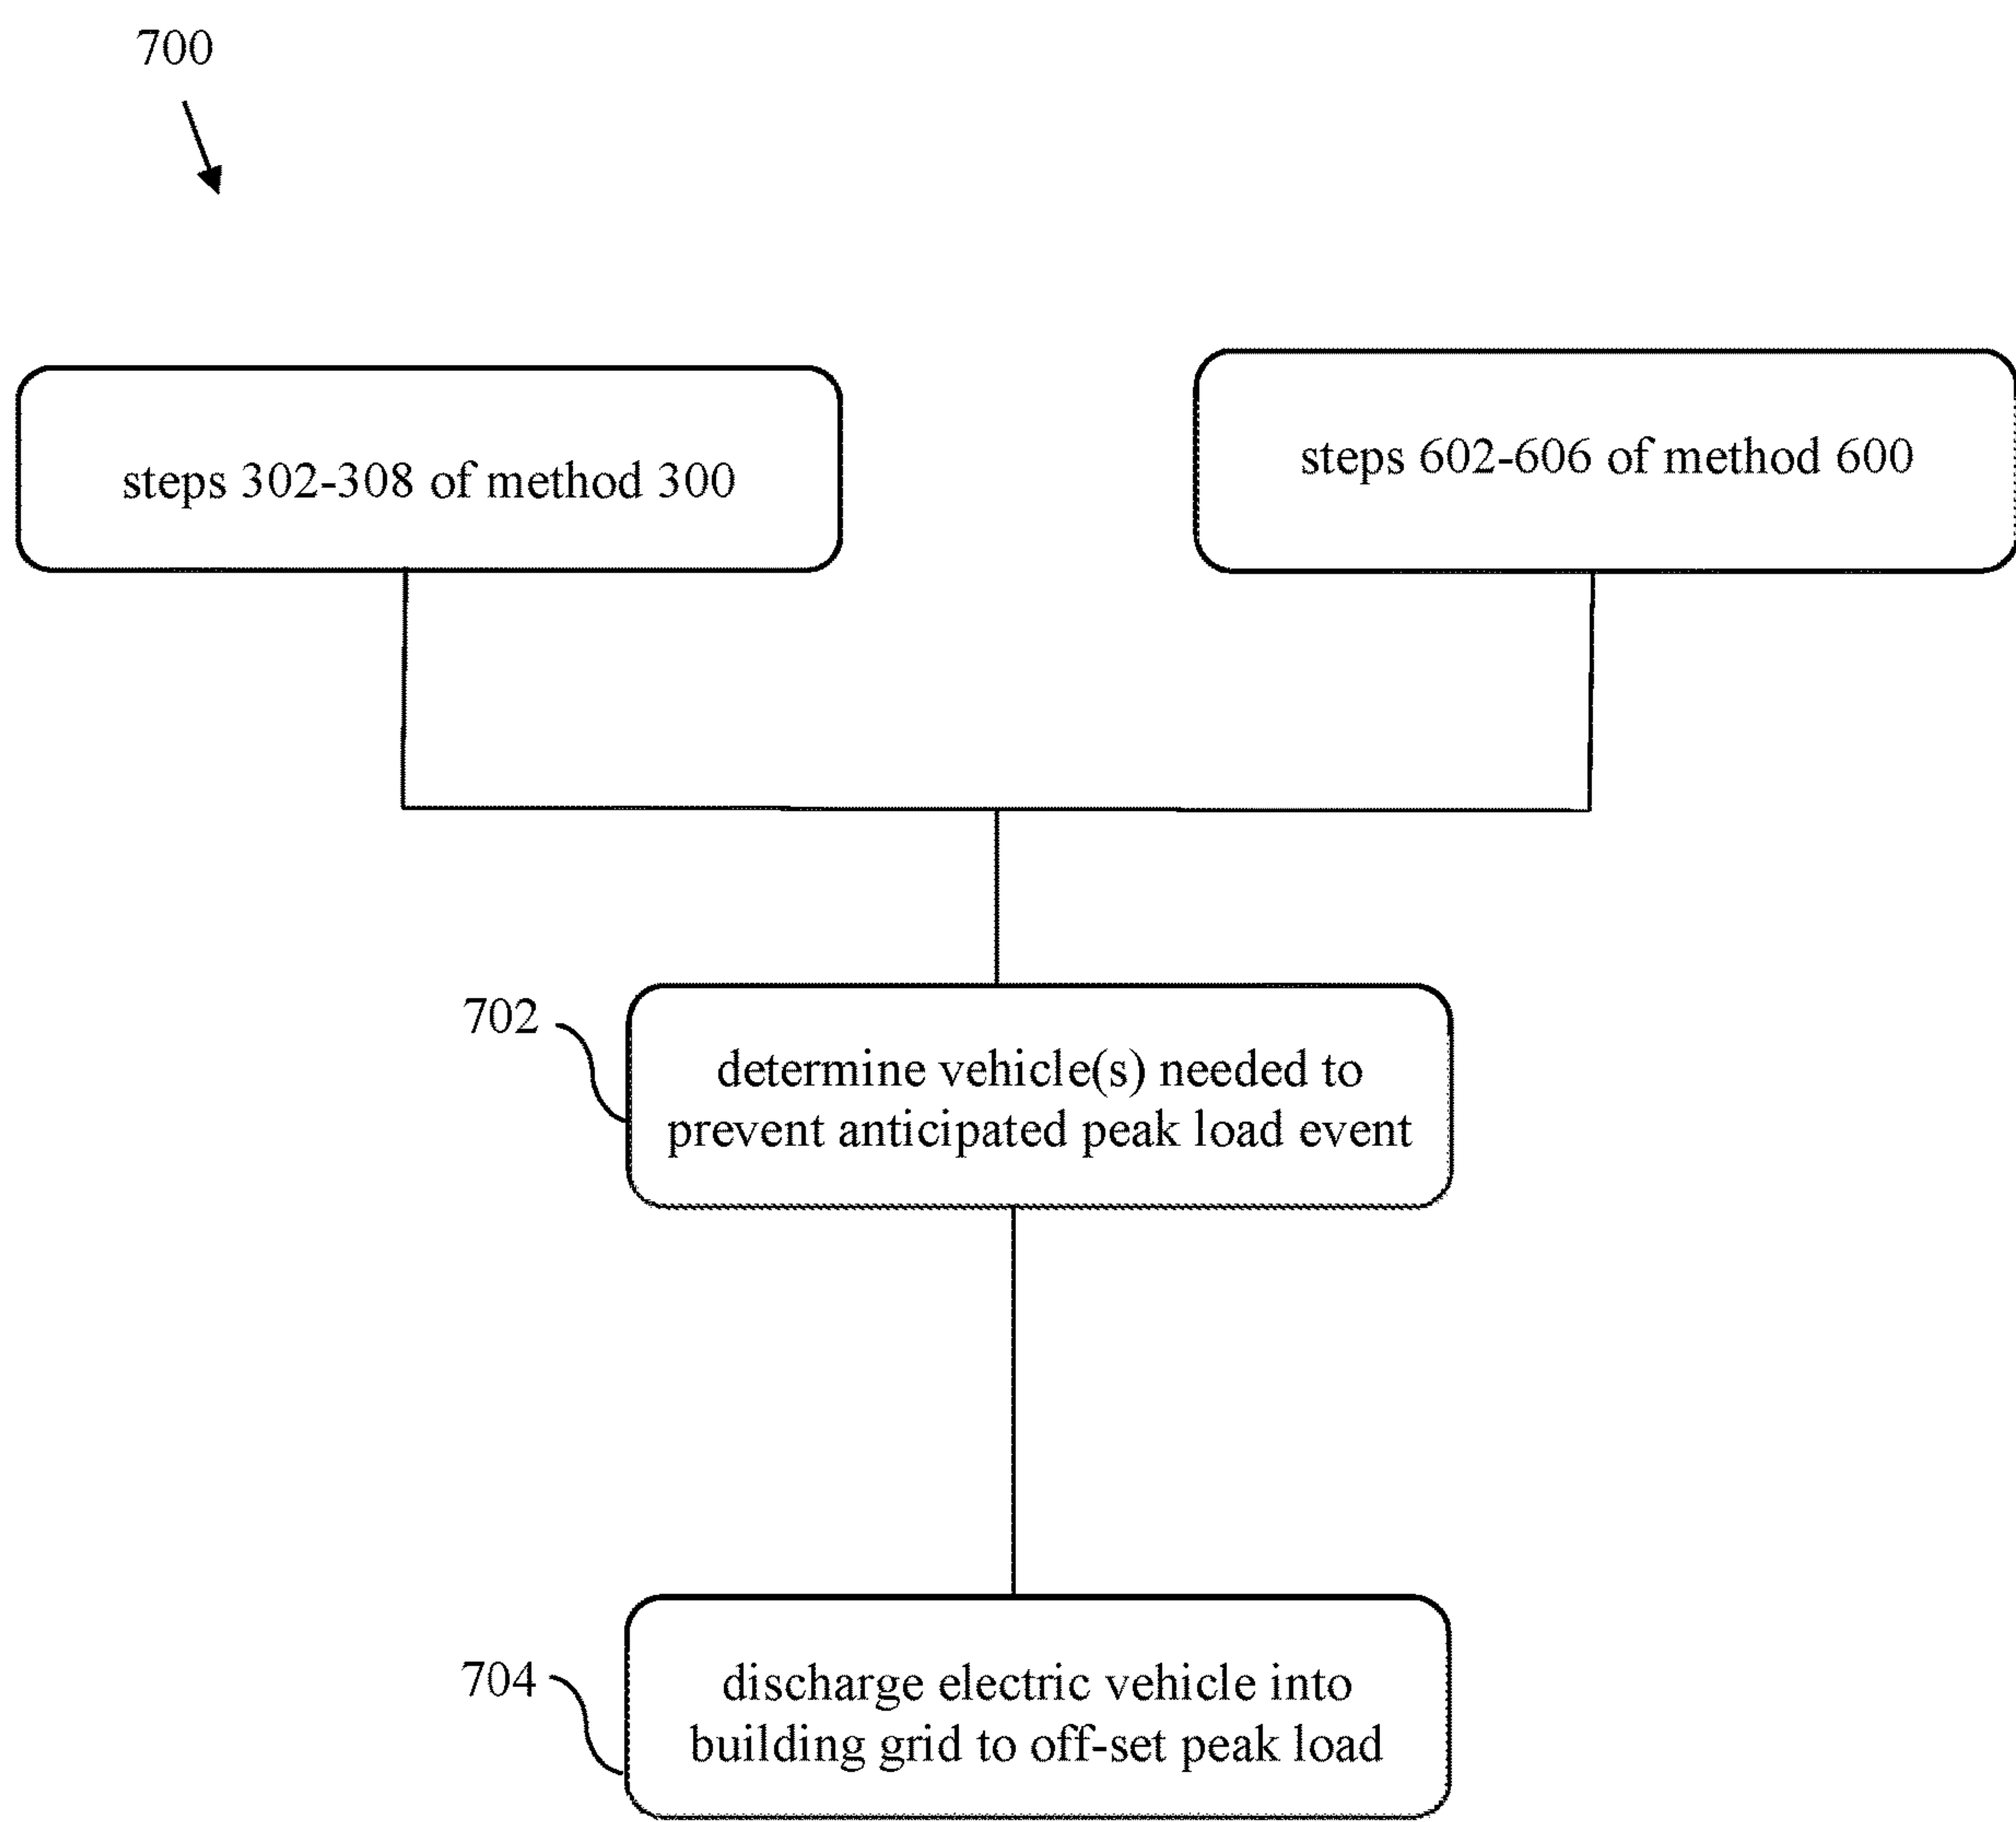 700
steps 302-308 of method 300
steps 602-606 of method 600
702
determine vehicle(s) needed to
prevent anticipated peak load event
704
discharge electric vehicle into
building grid to off-set peak load